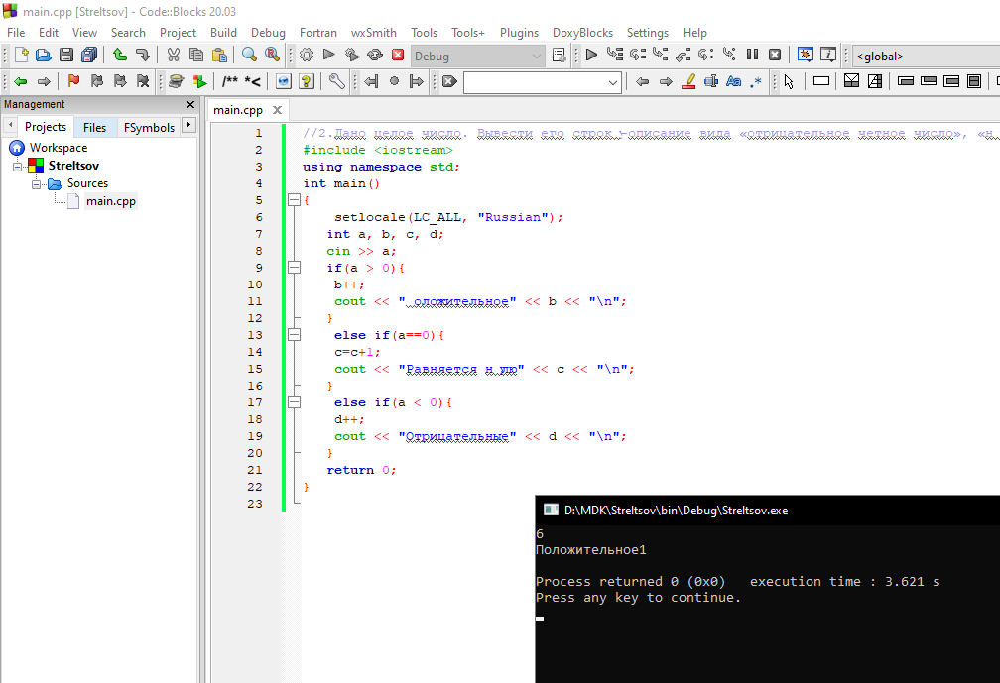 main.cpp [Streltsov] - Code::Blocks 20.03
File Edit View Search Project Build Debug Fortran wxSmith Tools Tools+ Plugins DoxyBlocks Settings Help
Debug
<global>
/** *<
Aa .*
Management
main.cpp
Projects Files FSymbols
Workspace
Streltsov
Sources
main.cpp
1 //2.Дано целое число. Вывести его строк -описание вида «отрицательное четное число», «н
2 #include <iostream>
3 using namespace std;
4 int main()
5 {
6 setlocale(LC_ALL, "Russian");
7 int a, b, c, d;
8 cin >> a;
9 if(a > 0){
10 b++;
11 cout << " оложительное" << b << "\n";
12 }
13 else if(a==0){
14 c=c+1;
15 cout << "Равняется н лю" << c << "\n";
16 }
17 else if(a < 0){
18 d++;
19 cout << "Отрицательные" << d << "\n";
20 }
21 return 0;
22 }
23
D:\MDK\Streltsov\bin\Debug\Streltsov.exe
6
Положительное1
Process returned 0 (0x0) execution time : 3.621 s
Press any key to continue.